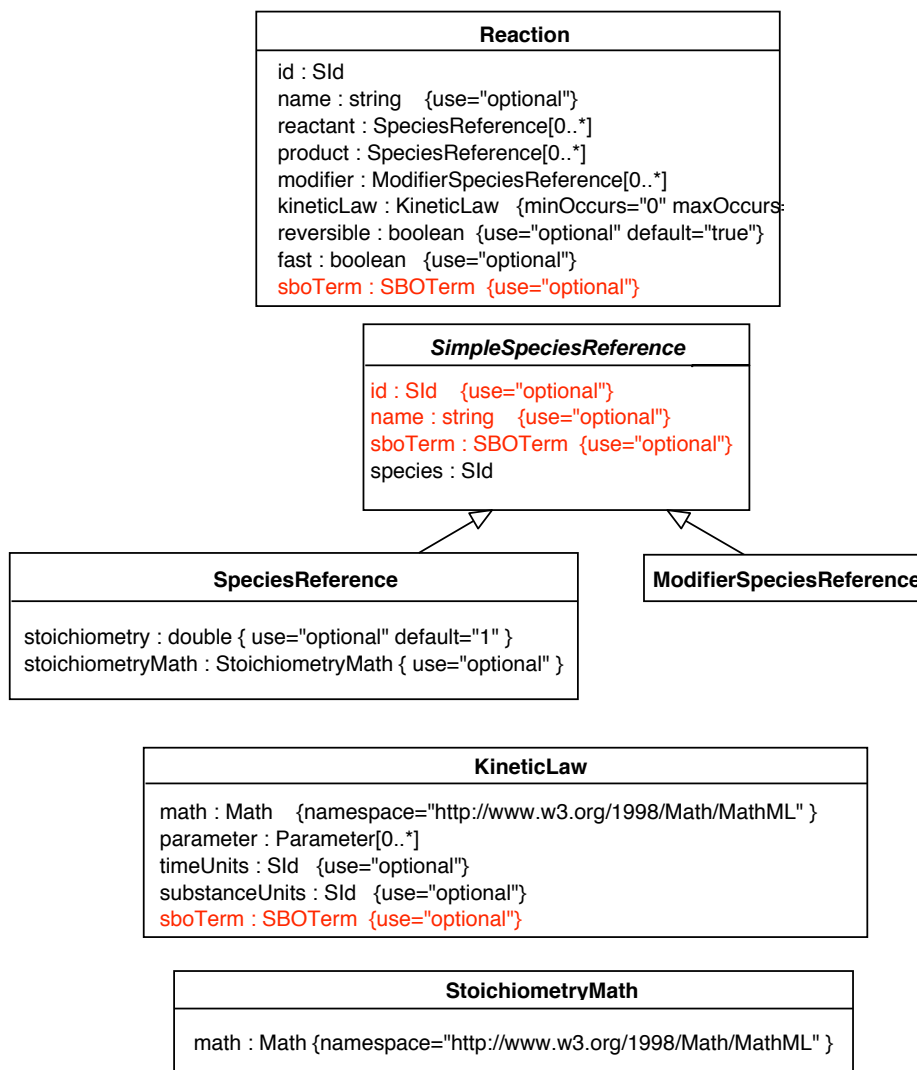 Reaction
id : SId
name : string {use="optional"}
reactant : SpeciesReference[0..*]
product : SpeciesReference[0..*]
modifier : ModifierSpeciesReference[0..*]
kineticLaw : KineticLaw {minOccurs="0" maxOccurs=
reversible : boolean {use="optional" default="true"}
fast : boolean {use="optional"}
sboTerm : SBOTerm {use="optional"}
SimpleSpeciesReference
id : SId {use="optional"}
name : string {use="optional"}
sboTerm : SBOTerm {use="optional"}
species : SId
SpeciesReference
stoichiometry : double { use="optional" default="1" }
stoichiometryMath : StoichiometryMath { use="optional" }
ModifierSpeciesReference
KineticLaw
math : Math {namespace="http://www.w3.org/1998/Math/MathML" }
parameter : Parameter[0..*]
timeUnits : SId {use="optional"}
substanceUnits : SId {use="optional"}
sboTerm : SBOTerm {use="optional"}
StoichiometryMath
math : Math {namespace="http://www.w3.org/1998/Math/MathML" }